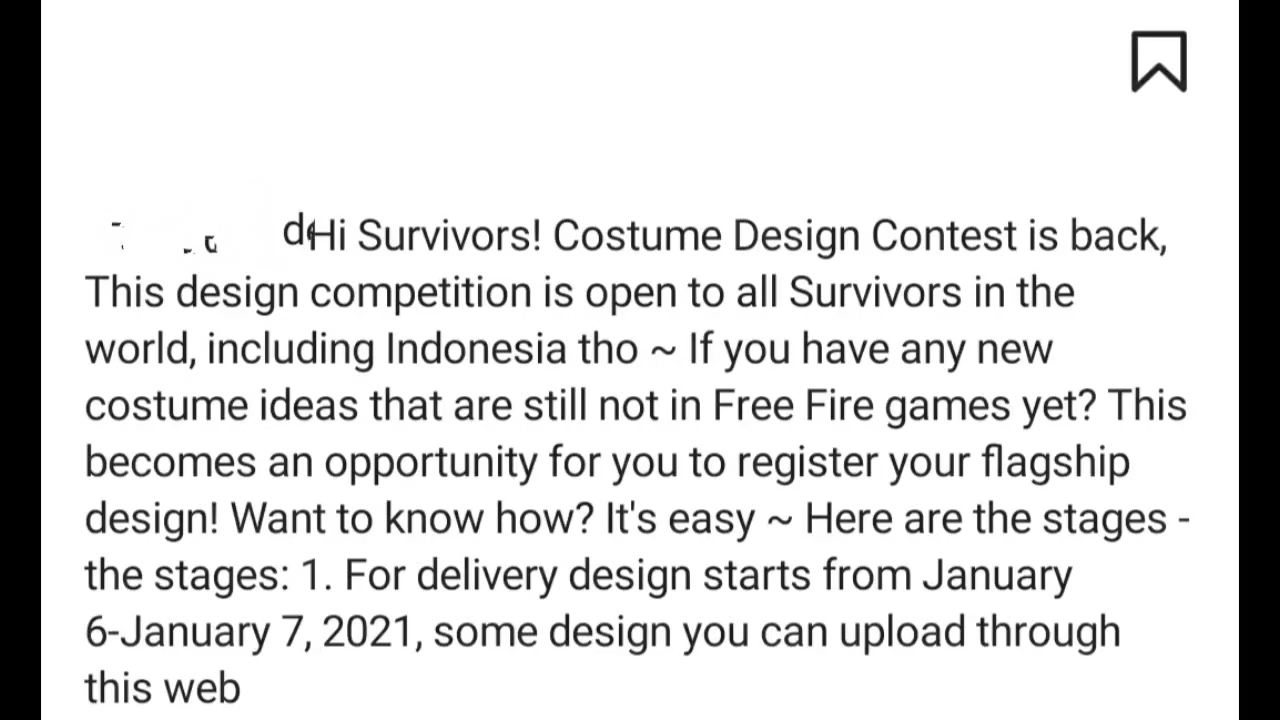 Hi Survivors! Costume Design Contest is back,
This design competition is open to all Survivors in the
world, including Indonesia tho ~ If you have any new
costume ideas that are still not in Free Fire games yet? This
becomes an opportunity for you to register your flagship
design! Want to know how? It's easy ~ Here are the stages -
the stages: 1. For delivery design starts from January
6-January 7, 2021, some design you can upload through
this web